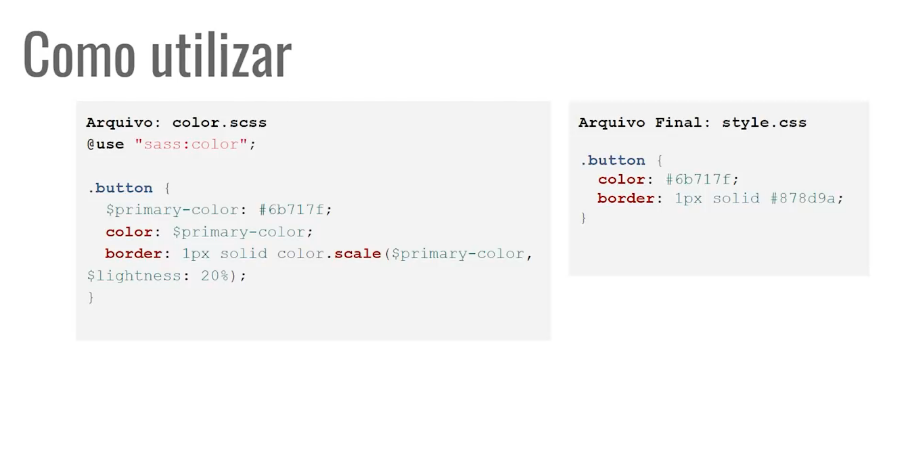 Como utilizar
Arquivo: color.scss
@use "sass:color";
.button {
$primary-color: #6b717f;
color: $primary-color;
border: 1px solid color.scale($primary-color,
$lightness: 20%);
}
Arquivo Final: style.css
.button {
color: #6b717f;
border: 1px solid #878d9a;
}